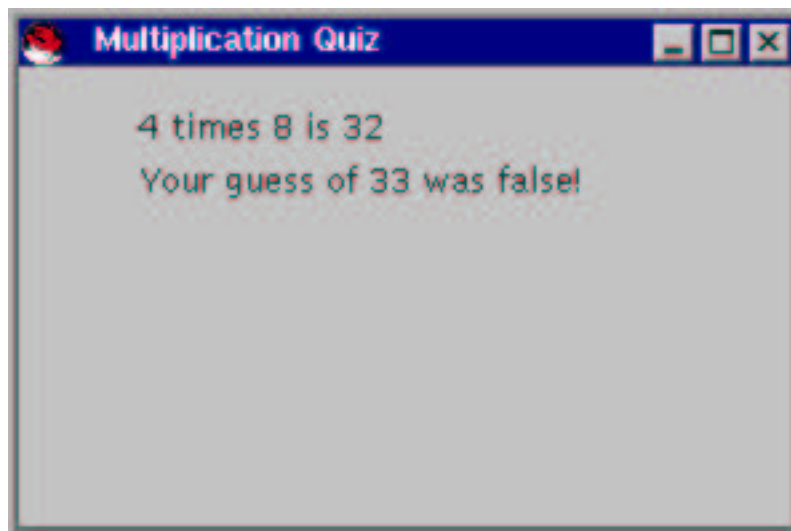 Multiplication Quiz
4 times 8 is 32
Your guess of 33 was false!